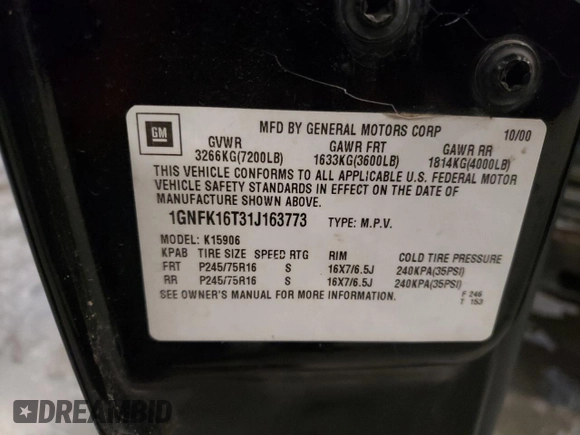 GM
MFD BY GENERAL MOTORS CORP 10/00
GVWR GAWR FRT GAWR RR
3266KG(7200LB) 1633KG(3600LB) 1814KG(4000LB)
THIS VEHICLE CONFORMS TO ALL APPLICABLE U.S. FEDERAL MOTOR
VEHICLE SAFETY STANDARDS IN EFFECT ON THE DATE OF
MANUFACTURE SHOWN ABOVE.
1GNFK16T31J163773 TYPE: M.P.V.
MODEL: K15906
KPAB TIRE SIZE SPEED RTG RIM COLD TIRE PRESSURE
FRT P245/75R16 S 16X7/6.5J 240KPA(35PSI)
RR P245/75R16 S 16X7/6.5J 240KPA(35PSI)
SEE OWNER'S MANUAL FOR MORE INFORMATION. F 246
T 153
DREAMBID